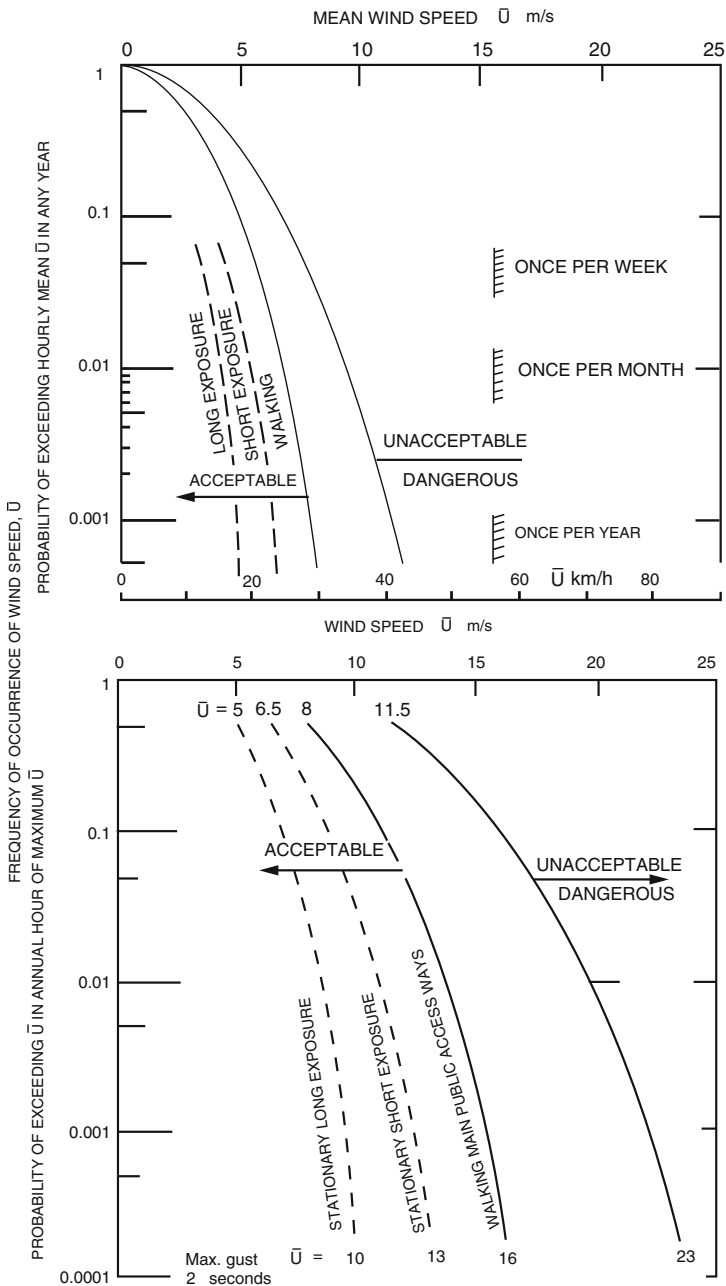 MEAN WIND SPEED Ū m/s
0 5 10 15 20 25
1
0.1
0.01
0.001
PROBABILITY OF EXCEEDING HOURLY MEAN Ū IN ANY YEAR
FREQUENCY OF OCCURRENCE OF WIND SPEED, Ū
LONG EXPOSURE
SHORT EXPOSURE
WALKING
ACCEPTABLE
UNACCEPTABLE
DANGEROUS
ONCE PER WEEK
ONCE PER MONTH
ONCE PER YEAR
0 20 40 60 Ū km/h 80
WIND SPEED Ū m/s
0 5 10 15 20 25
1
0.1
0.01
0.001
0.0001
PROBABILITY OF EXCEEDING Ū IN ANNUAL HOUR OF MAXIMUM Ū
Ū = 5 6.5 8 11.5
ACCEPTABLE
UNACCEPTABLE
DANGEROUS
STATIONARY LONG EXPOSURE
STATIONARY SHORT EXPOSURE
WALKING MAIN PUBLIC ACCESS WAYS
Max. gust
2 seconds
Ū = 10 13 16 23